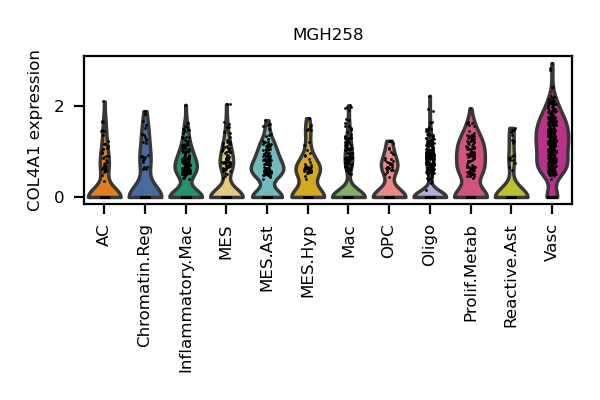 MGH258
COL4A1 expression
2
0
AC
Chromatin.Reg
Inflammatory.Mac
MES
MES.Ast
MES.Hyp
Mac
OPC
Oligo
Prolif.Metab
Reactive.Ast
Vasc